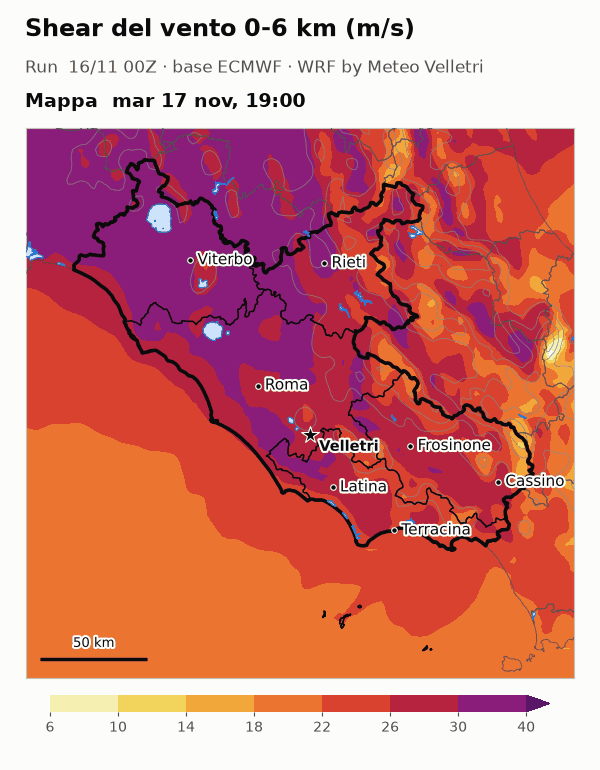 Shear del vento 0-6 km (m/s)
Run  16/11 00Z · base ECMWF · WRF by Meteo Velletri
Mappa  mar 17 nov, 19:00
Viterbo
Rieti
Roma
Velletri
Frosinone
Cassino
Latina
Terracina
50 km
6 10 14 18 22 26 30 40